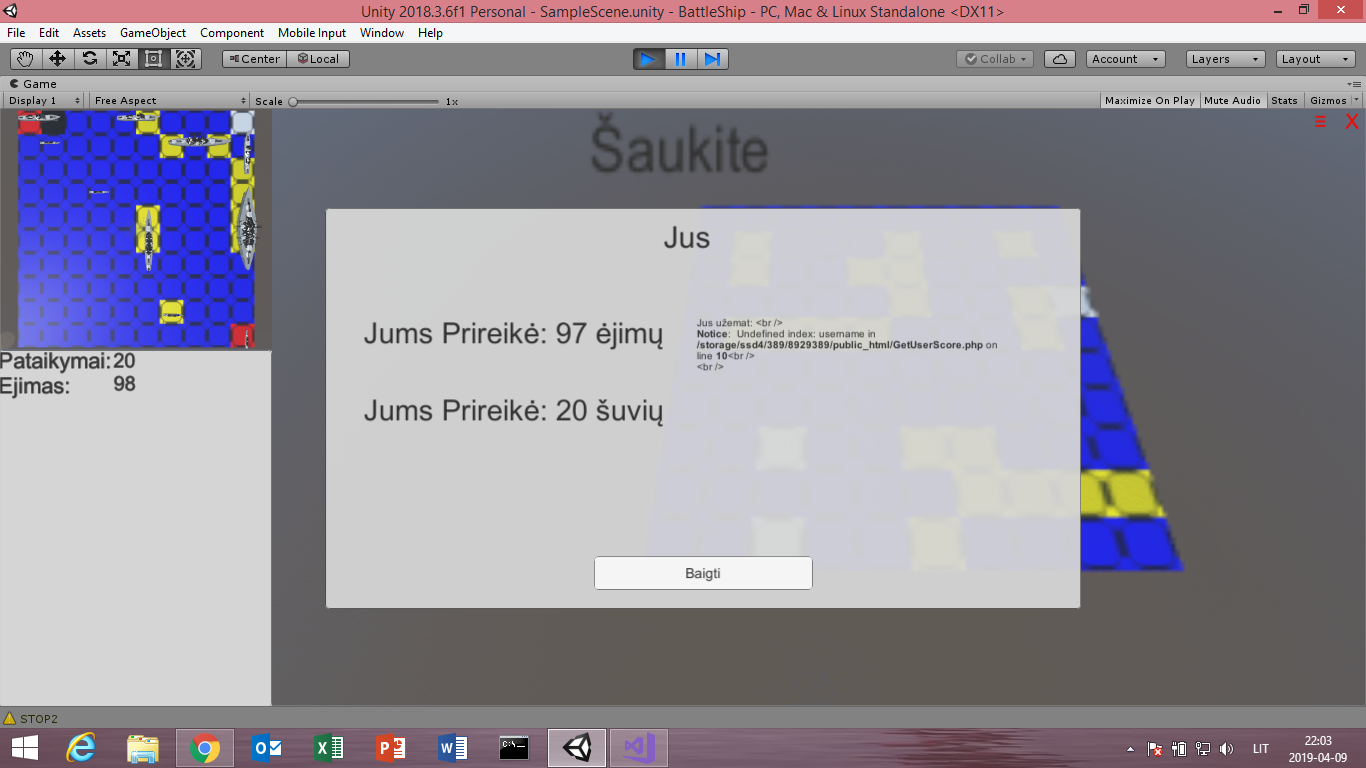 Unity 2018.3.6f1 Personal - SampleScene.unity - BattleShip - PC, Mac & Linux Standalone <DX11>
File Edit Assets GameObject Component Mobile Input Window Help
Center Local Collab Account Layers Layout
Game
Display 1 Free Aspect Scale 1x Maximize On Play Mute Audio Stats Gizmos
Šaukite
X
Jus
Jums Prireikė: 97 ėjimų
Jus užemat: <br />
Notice: Undefined index: username in
/storage/ssd4/389/8929389/public_html/GetUserScore.php on
line 10<br />
<br />
Pataikymai: 20
Ejimas: 98
Jums Prireikė: 20 šuvių
Baigti
STOP2
LIT
22:03
2019-04-09